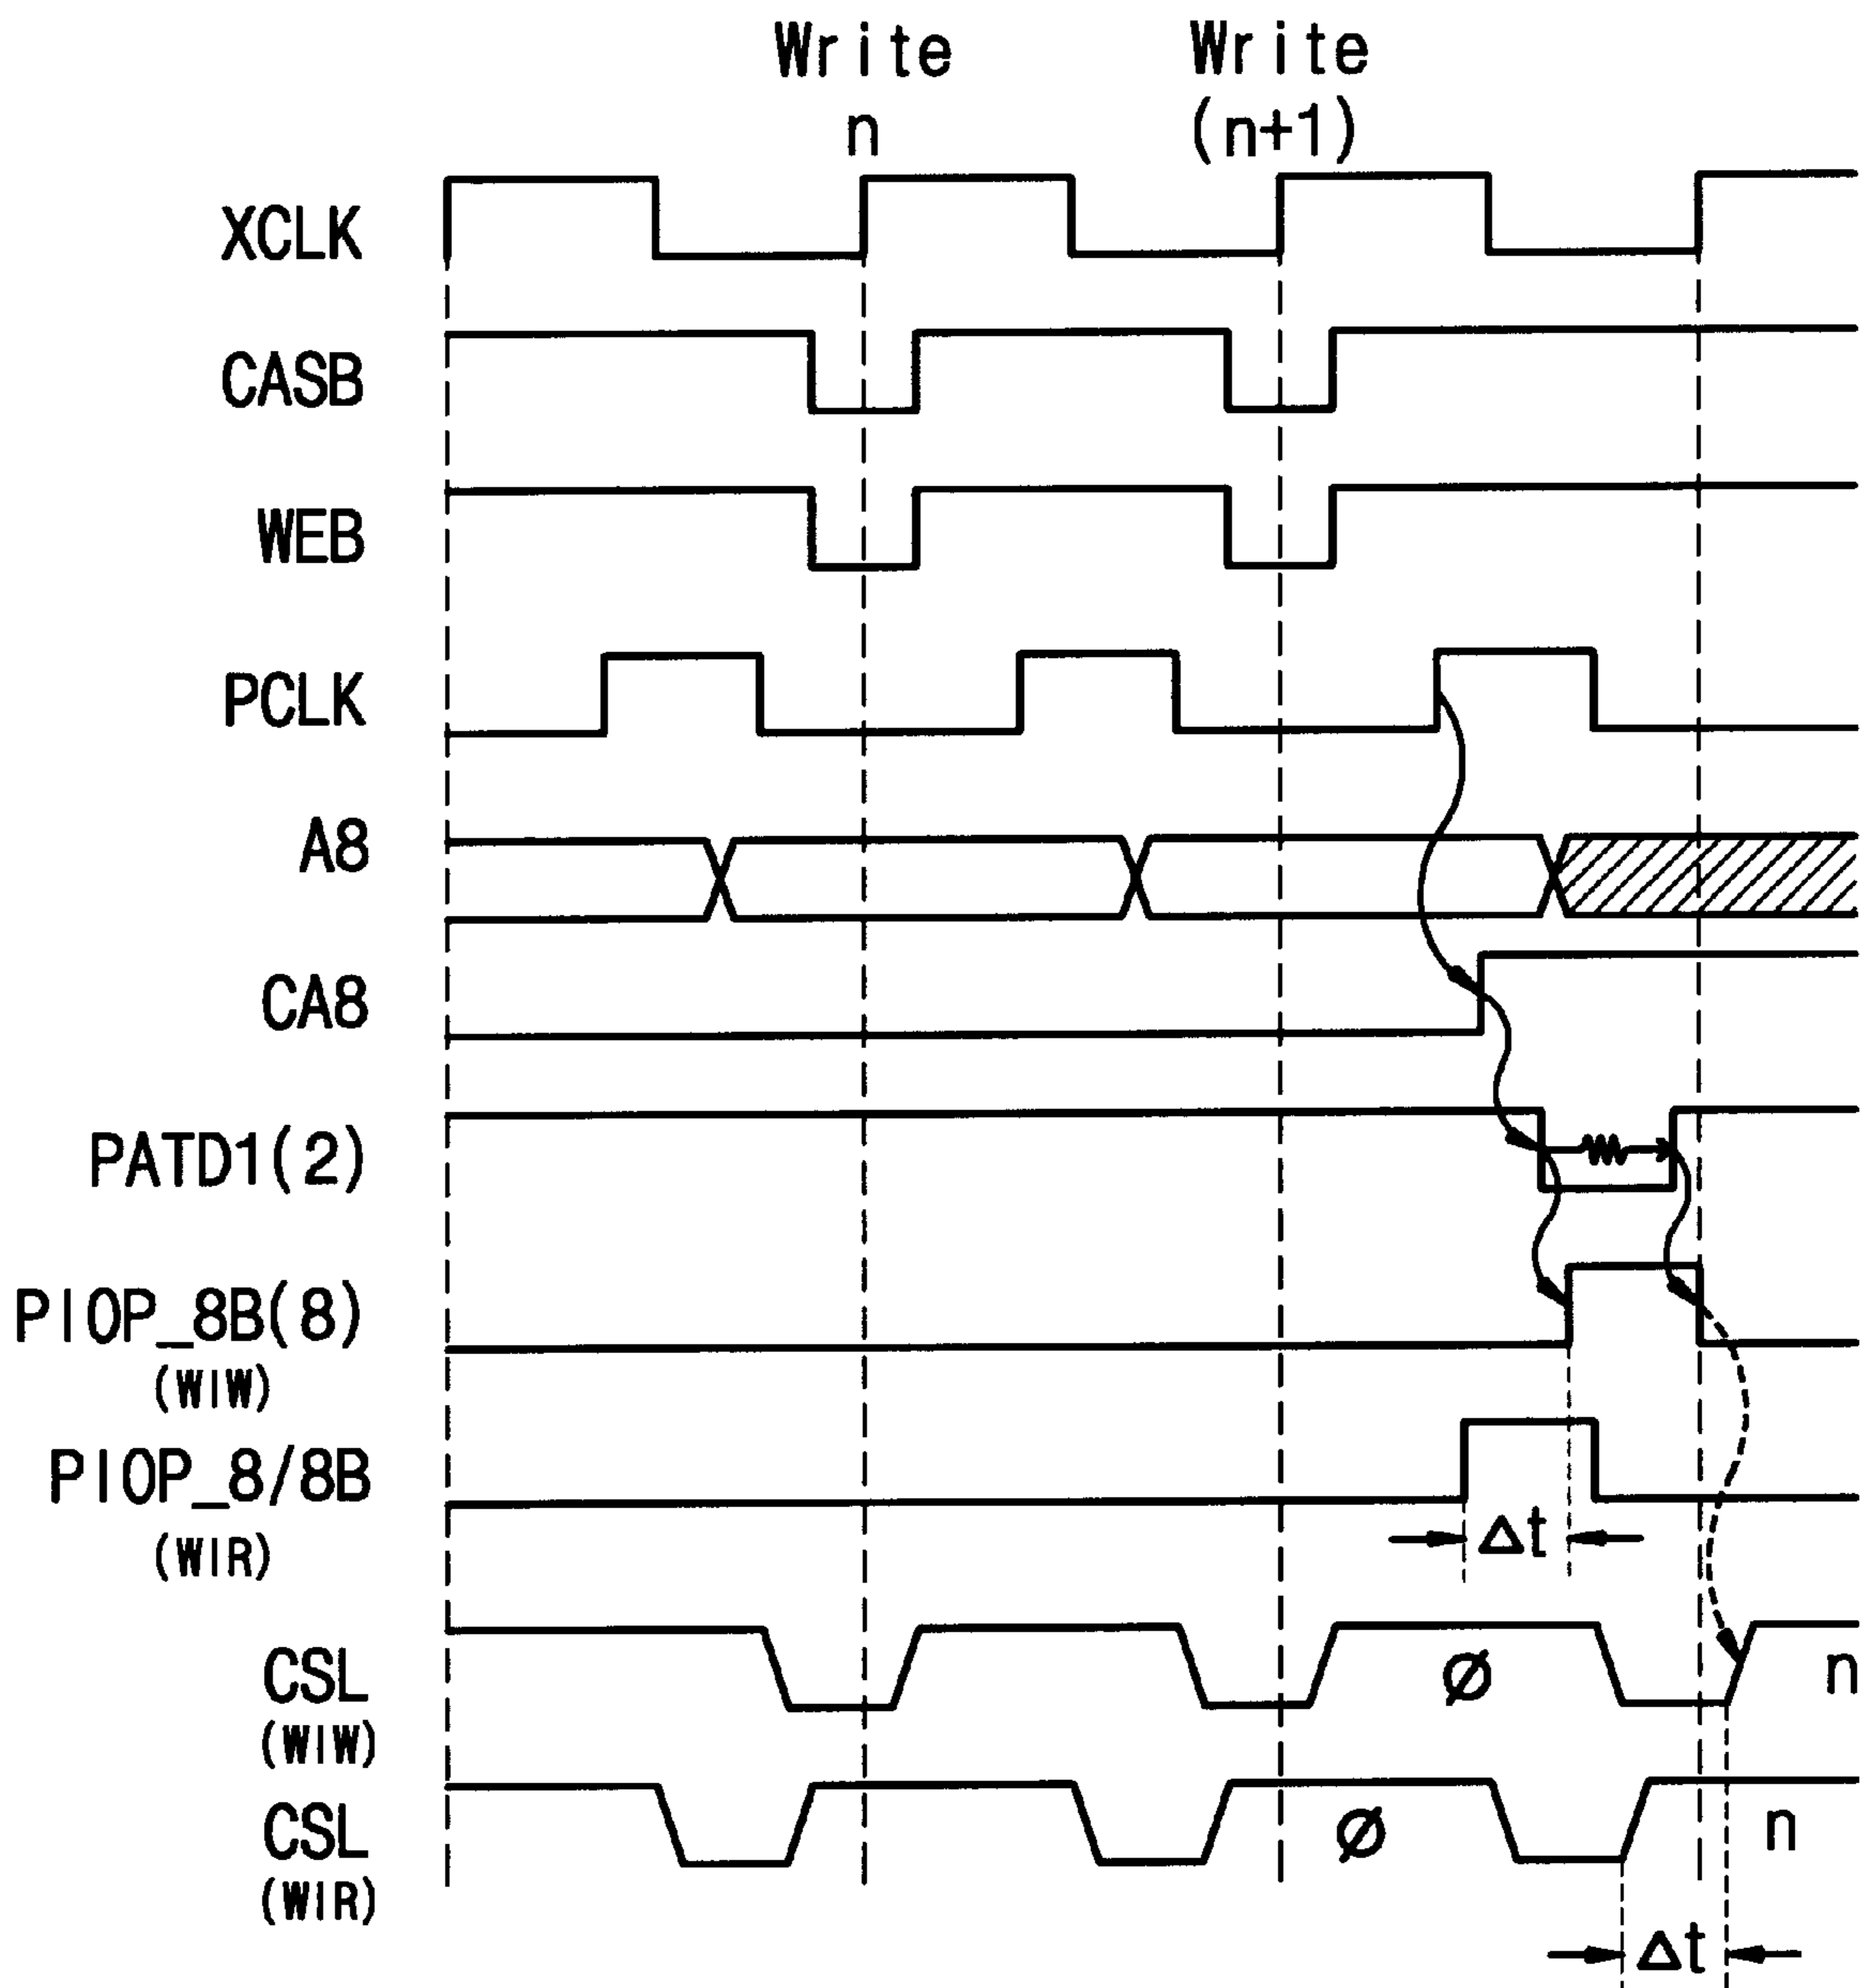 Write Write
n (n+1)
XCLK
CASB
WEB
PCLK
A8
CA8
PATD1(2)
PIOP_8B(8)
(WIW)
PIOP_8/8B
(WIR)
Δt
CSL
(WIW)
ø n
CSL
(WIR)
ø n
Δt